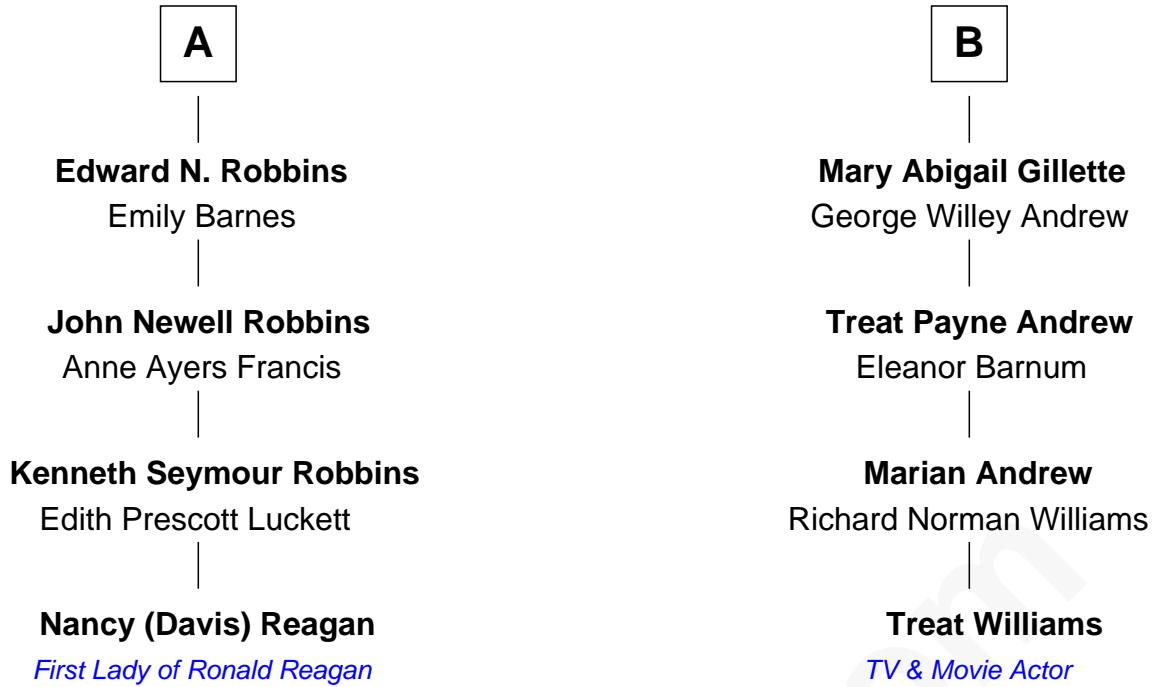 A
Edward N. Robbins
Emily Barnes
John Newell Robbins
Anne Ayers Francis
Kenneth Seymour Robbins
Edith Prescott Luckett
Nancy (Davis) Reagan
First Lady of Ronald Reagan
B
Mary Abigail Gillette
George Willey Andrew
Treat Payne Andrew
Eleanor Barnum
Marian Andrew
Richard Norman Williams
Treat Williams
TV & Movie Actor